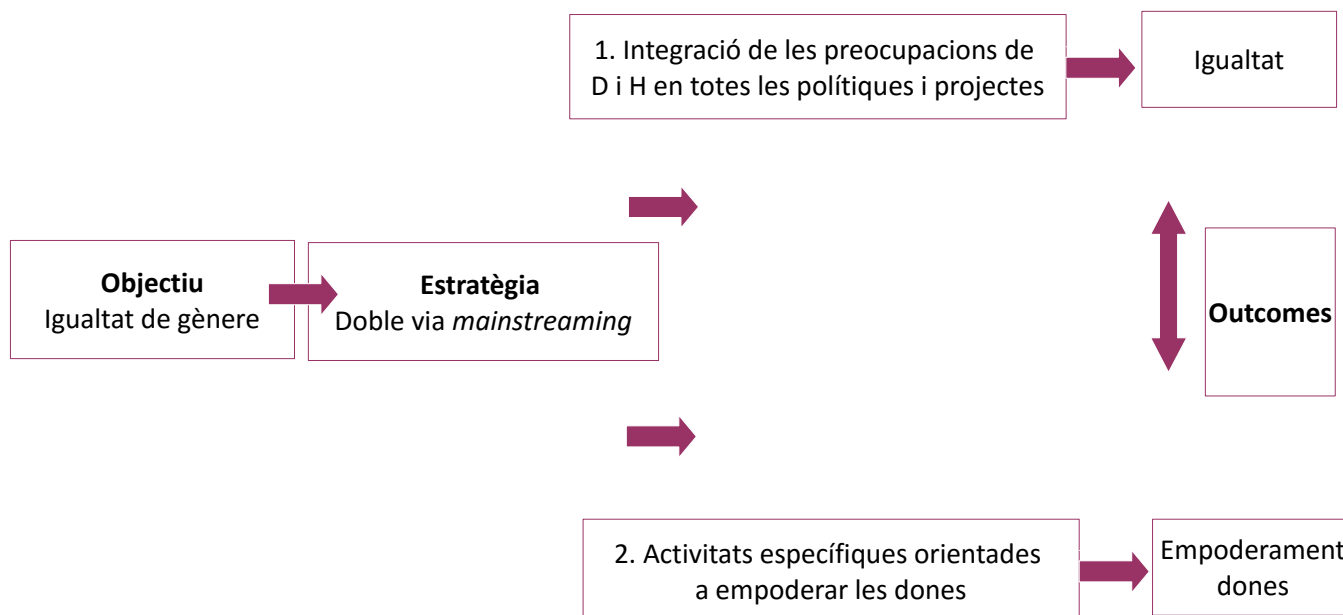 1. Integració de les preocupacions de
D i H en totes les polítiques i projectes
Igualtat
Objectiu
Igualtat de gènere
Estratègia
Doble via mainstreaming
Outcomes
2. Activitats específiques orientades
a empoderar les dones
Empoderament
dones